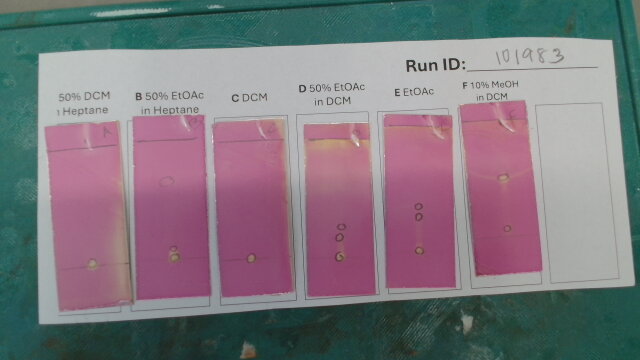 Run ID: 101983
50% DCM
ı Heptane
B 50% EtOAc
in Heptane
C DCM
D 50% EtOAc
in DCM
E EtOAc
F 10% MeOH
in DCM
A
F